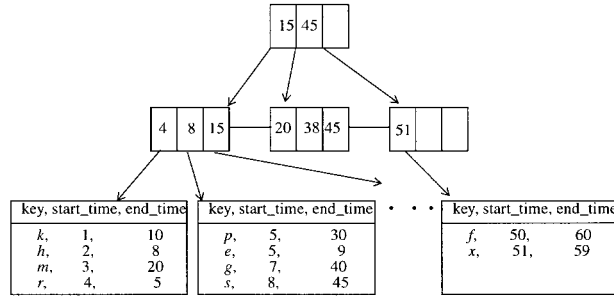 15 45
4 8 15 20 38 45 51
key, start_time, end_time key, start_time, end_time key, start_time, end_time
k, 1, 10 p, 5, 30 f, 50, 60
h, 2, 8 e, 5, 9 x, 51, 59
m, 3, 20 g, 7, 40
r, 4, 5 s, 8, 45